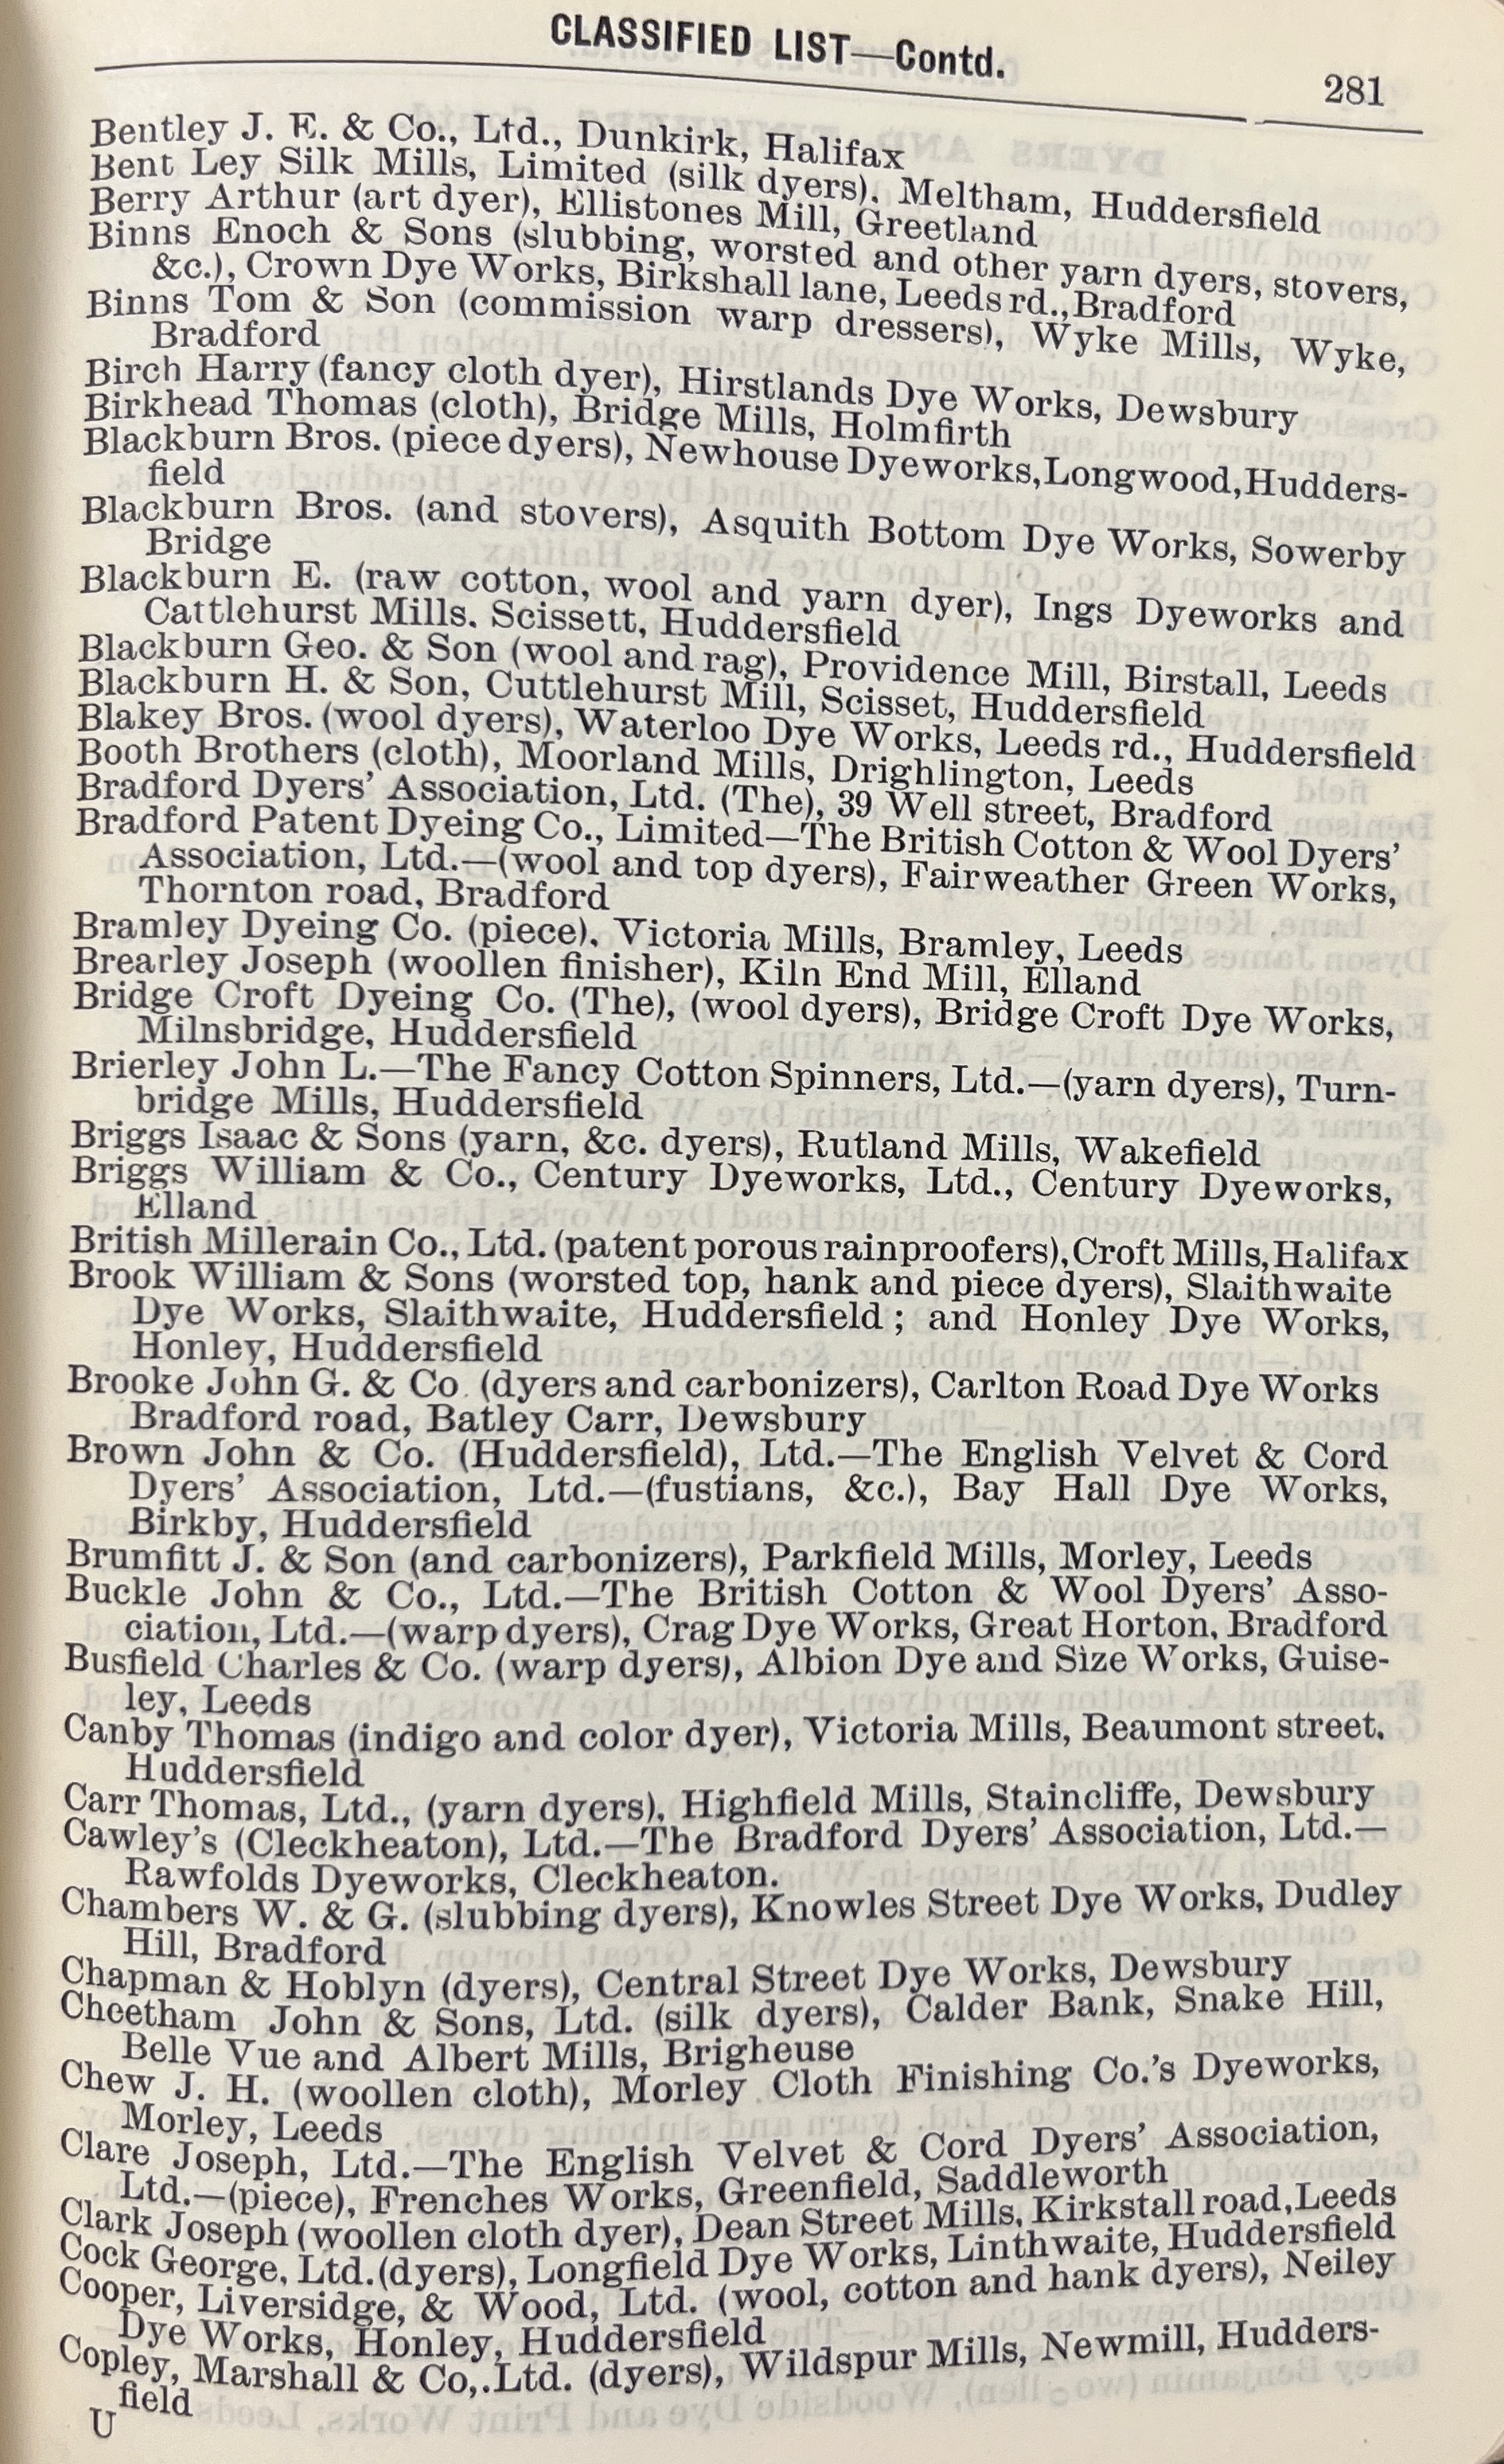 CLASSIFIED LIST—Contd.
281
Bentley J. E. & Co., Ltd., Dunkirk, Halifax
Bent Ley Silk Mills, Limited (silk dyers), Meltham, Huddersfield
Berry Arthur (art dyer), Ellistones Mill, Greetland
Binns Enoch & Sons (slubbing, worsted and other yarn dyers, stovers,
&c.), Crown Dye Works, Birkshall lane, Leeds rd., Bradford
Binns Tom & Son (commission warp dressers), Wyke Mills, Wyke,
Bradford
Birch Harry (fancy cloth dyer), Hirstlands Dye Works, Dewsbury
Birkhead Thomas (cloth), Bridge Mills, Holmfirth
Blackburn Bros. (piece dyers), Newhouse Dyeworks, Longwood, Hudders-
field
Blackburn Bros. (and stovers), Asquith Bottom Dye Works, Sowerby
Bridge
Blackburn E. (raw cotton, wool and yarn dyer), Ings Dyeworks and
Cattlehurst Mills. Scissett, Huddersfield
Blackburn Geo. & Son (wool and rag), Providence Mill, Birstall, Leeds
Blackburn H. & Son, Cuttlehurst Mill, Scisset, Huddersfield
Blakey Bros. (wool dyers), Waterloo Dye Works, Leeds rd., Huddersfield
Booth Brothers (cloth), Moorland Mills, Drighlington, Leeds
Bradford Dyers' Association, Ltd. (The), 39 Well street, Bradford
Bradford Patent Dyeing Co., Limited—The British Cotton & Wool Dyers'
Association, Ltd.—(wool and top dyers), Fairweather Green Works,
Thornton road, Bradford
Bramley Dyeing Co. (piece), Victoria Mills, Bramley, Leeds
Brearley Joseph (woollen finisher), Kiln End Mill, Elland
Bridge Croft Dyeing Co. (The), (wool dyers), Bridge Croft Dye Works,
Milnsbridge, Huddersfield
Brierley John L.—The Fancy Cotton Spinners, Ltd.—(yarn dyers), Turn-
bridge Mills, Huddersfield
Briggs Isaac & Sons (yarn, &c. dyers), Rutland Mills, Wakefield
Briggs William & Co., Century Dyeworks, Ltd., Century Dyeworks,
Elland
British Millerain Co., Ltd. (patent porous rainproofers), Croft Mills, Halifax
Brook William & Sons (worsted top, hank and piece dyers), Slaithwaite
Dye Works, Slaithwaite, Huddersfield; and Honley Dye Works,
Honley, Huddersfield
Brooke John G. & Co. (dyers and carbonizers), Carlton Road Dye Works
Bradford road, Batley Carr, Dewsbury
Brown John & Co. (Huddersfield), Ltd.—The English Velvet & Cord
Dyers' Association, Ltd.—(fustians, &c.), Bay Hall Dye Works,
Birkby, Huddersfield
Brumfitt J. & Son (and carbonizers), Parkfield Mills, Morley, Leeds
Buckle John & Co., Ltd.—The British Cotton & Wool Dyers' Asso-
ciation, Ltd.—(warp dyers), Crag Dye Works, Great Horton, Bradford
Busfield Charles & Co. (warp dyers), Albion Dye and Size Works, Guise-
ley, Leeds
Canby Thomas (indigo and color dyer), Victoria Mills, Beaumont street.
Huddersfield
Carr Thomas, Ltd., (yarn dyers), Highfield Mills, Staincliffe, Dewsbury
Cawley's (Cleckheaton), Ltd.—The Bradford Dyers' Association, Ltd.—
Rawfolds Dyeworks, Cleckheaton.
Chambers W. & G. (slubbing dyers), Knowles Street Dye Works, Dudley
Hill, Bradford
Chapman & Hoblyn (dyers), Central Street Dye Works, Dewsbury
Cheetham John & Sons, Ltd. (silk dyers), Calder Bank, Snake Hill,
Belle Vue and Albert Mills, Brigheuse
Chew J. H. (woollen cloth), Morley Cloth Finishing Co.'s Dyeworks,
Morley, Leeds
Clare Joseph, Ltd.—The English Velvet & Cord Dyers' Association,
Ltd.—(piece), Frenches Works, Greenfield, Saddleworth
Clark Joseph (woollen cloth dyer), Dean Street Mills, Kirkstall road, Leeds
Cock George, Ltd. (dyers), Longfield Dye Works, Linthwaite, Huddersfield
Cooper, Liversidge, & Wood, Ltd. (wool, cotton and hank dyers), Neiley
Dye Works, Honley, Huddersfield
Copley, Marshall & Co,.Ltd. (dyers), Wildspur Mills, Newmill, Hudders-
field
U